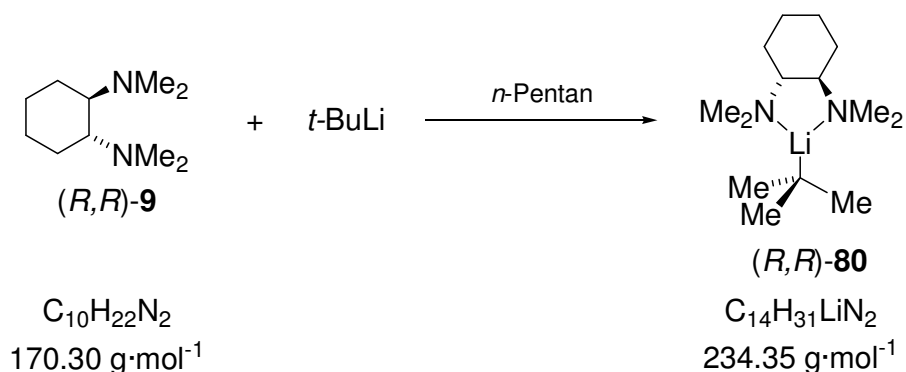 NMe₂
NMe₂
(R,R)-9
C₁₀H₂₂N₂
170.30 g·mol⁻¹
+
t-BuLi
n-Pentan
Me₂N
NMe₂
Li
Me
Me
Me
(R,R)-80
C₁₄H₃₁LiN₂
234.35 g·mol⁻¹